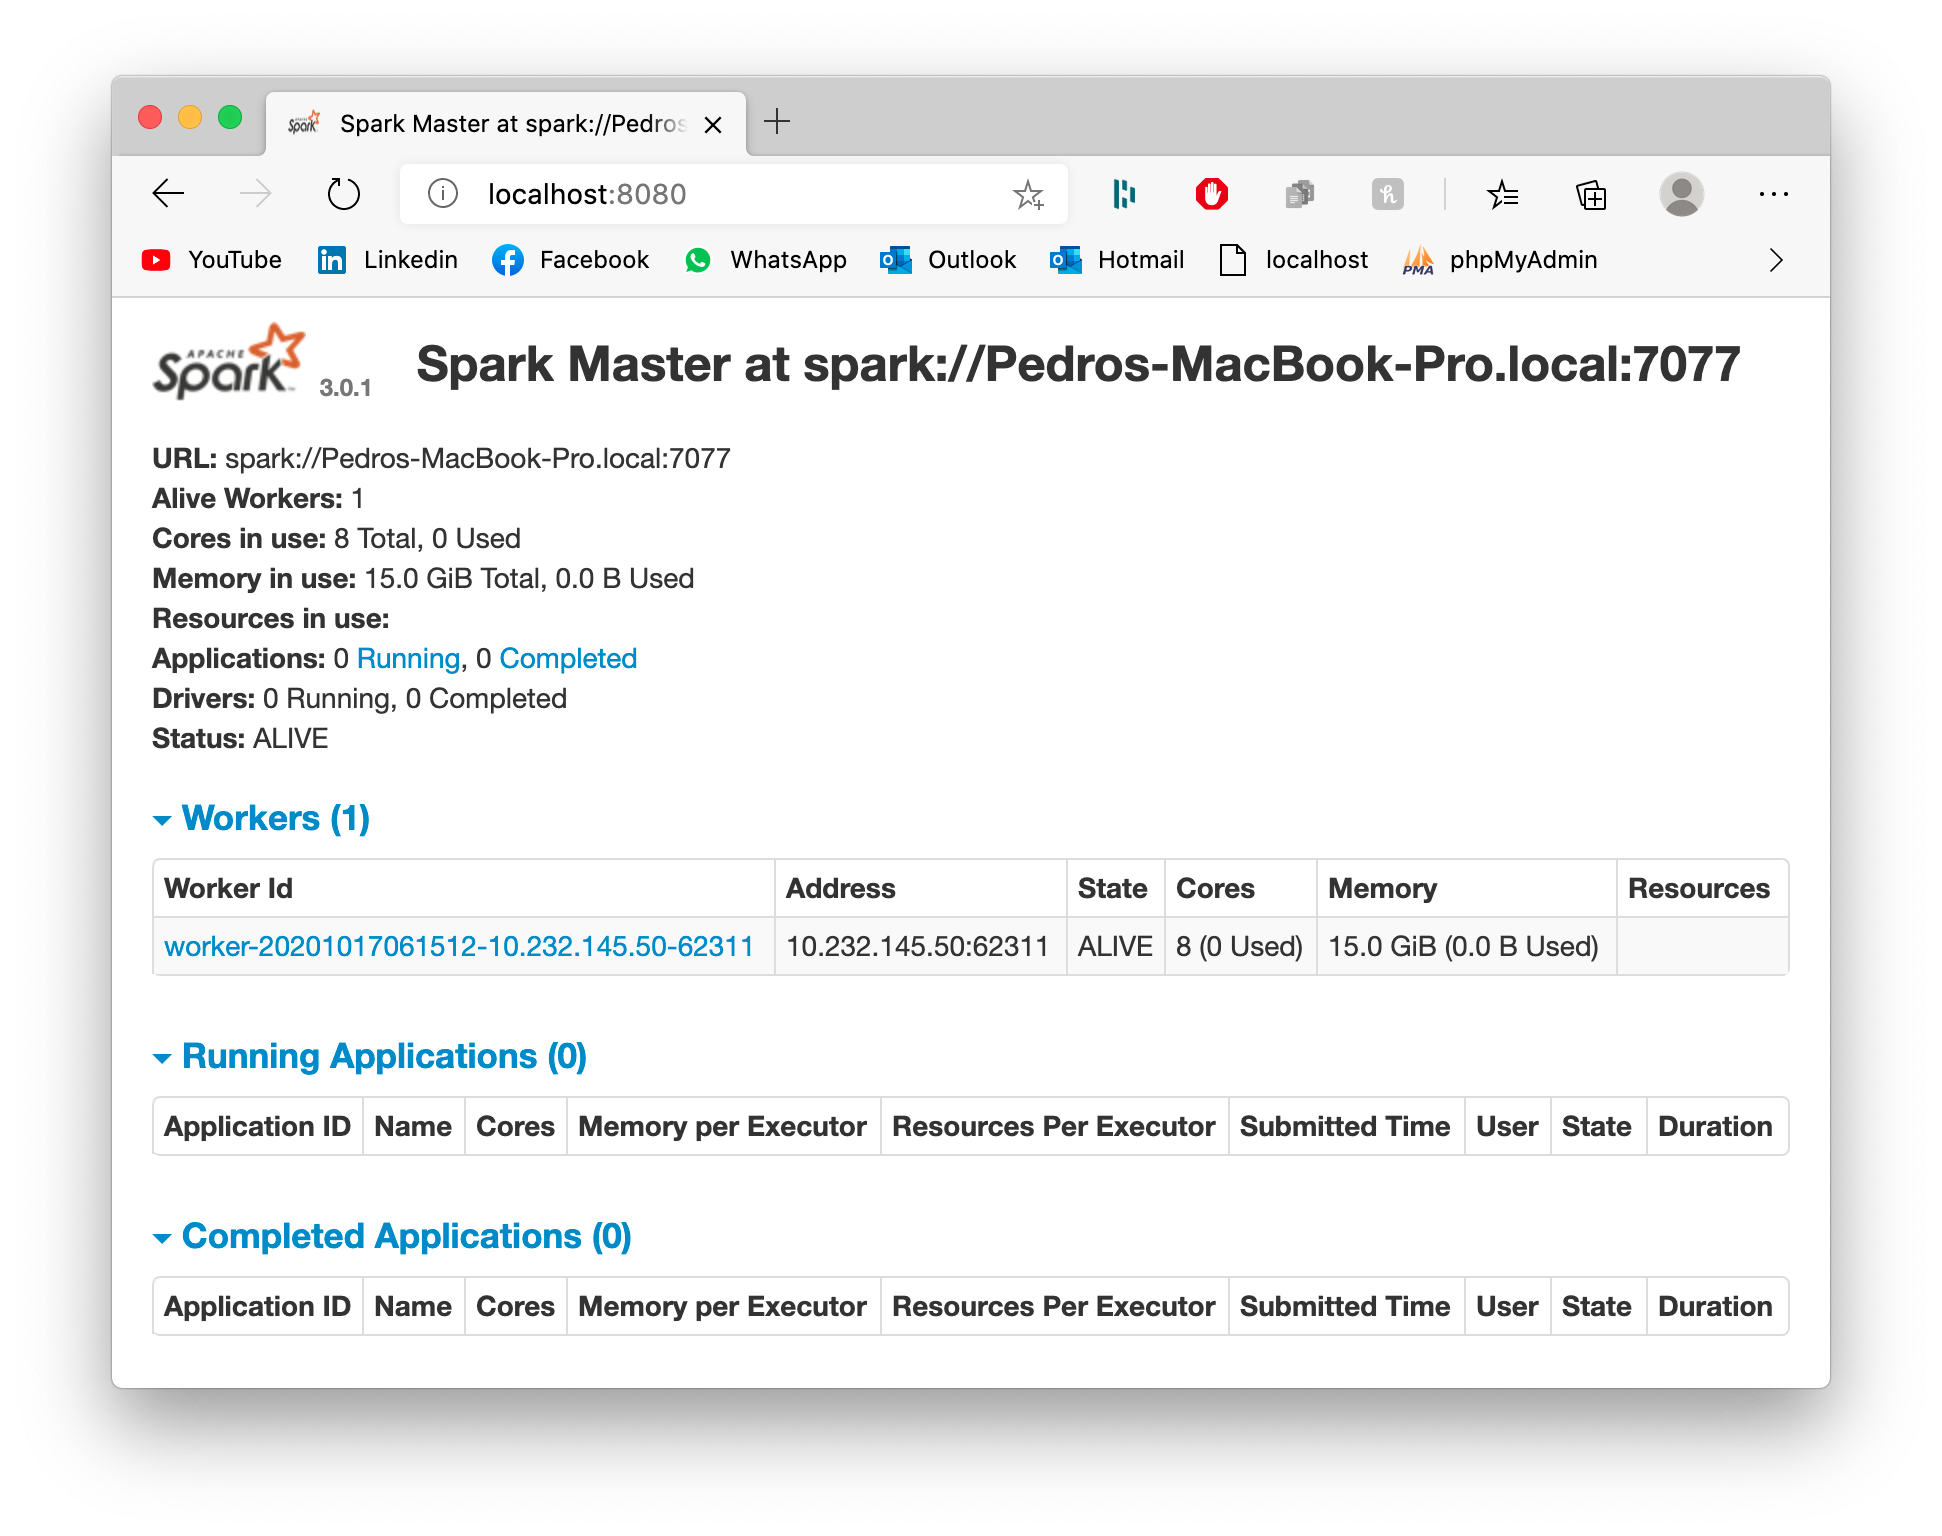 Spark Spark Master at spark://Pedros
localhost:8080
YouTube Linkedin Facebook WhatsApp Outlook Hotmail localhost phpMyAdmin
APACHE Spark™ 3.0.1 Spark Master at spark://Pedros-MacBook-Pro.local:7077
URL: spark://Pedros-MacBook-Pro.local:7077
Alive Workers: 1
Cores in use: 8 Total, 0 Used
Memory in use: 15.0 GiB Total, 0.0 B Used
Resources in use:
Applications: 0 Running, 0 Completed
Drivers: 0 Running, 0 Completed
Status: ALIVE
Workers (1)
Worker Id Address State Cores Memory Resources
worker-20201017061512-10.232.145.50-62311 10.232.145.50:62311 ALIVE 8 (0 Used) 15.0 GiB (0.0 B Used)
Running Applications (0)
Application ID Name Cores Memory per Executor Resources Per Executor Submitted Time User State Duration
Completed Applications (0)
Application ID Name Cores Memory per Executor Resources Per Executor Submitted Time User State Duration